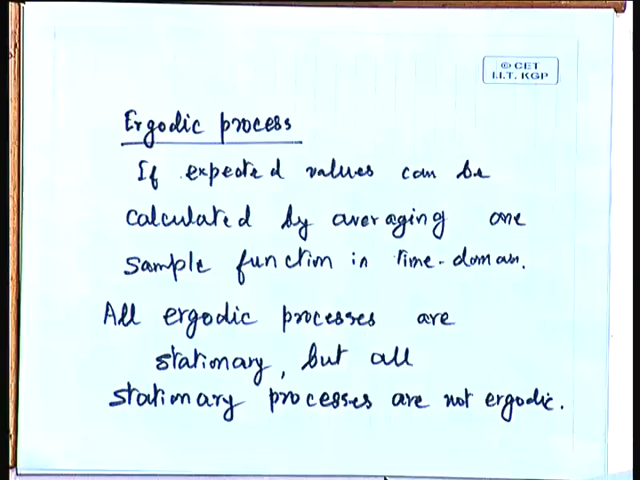 © CET
I.I.T. KGP
Ergodic process
If expected values can be
calculated by averaging one
sample function in time-domain.
All ergodic processes are
stationary, but all
stationary processes are not ergodic.